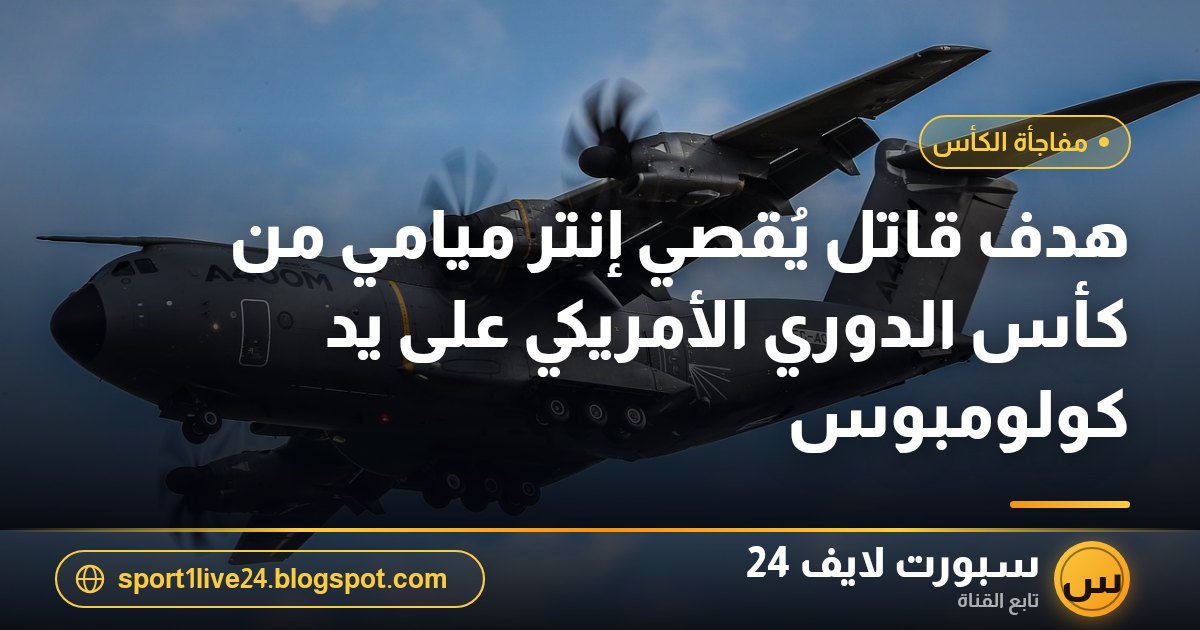 • مفاجأة الكأس
هدف قاتل يُقصي إنتر ميامي من
كأس الدوري الأمريكي على يد
كولومبوس
A400M
سبورت لايف 24
تابع القناة
س
sport1live24.blogspot.com